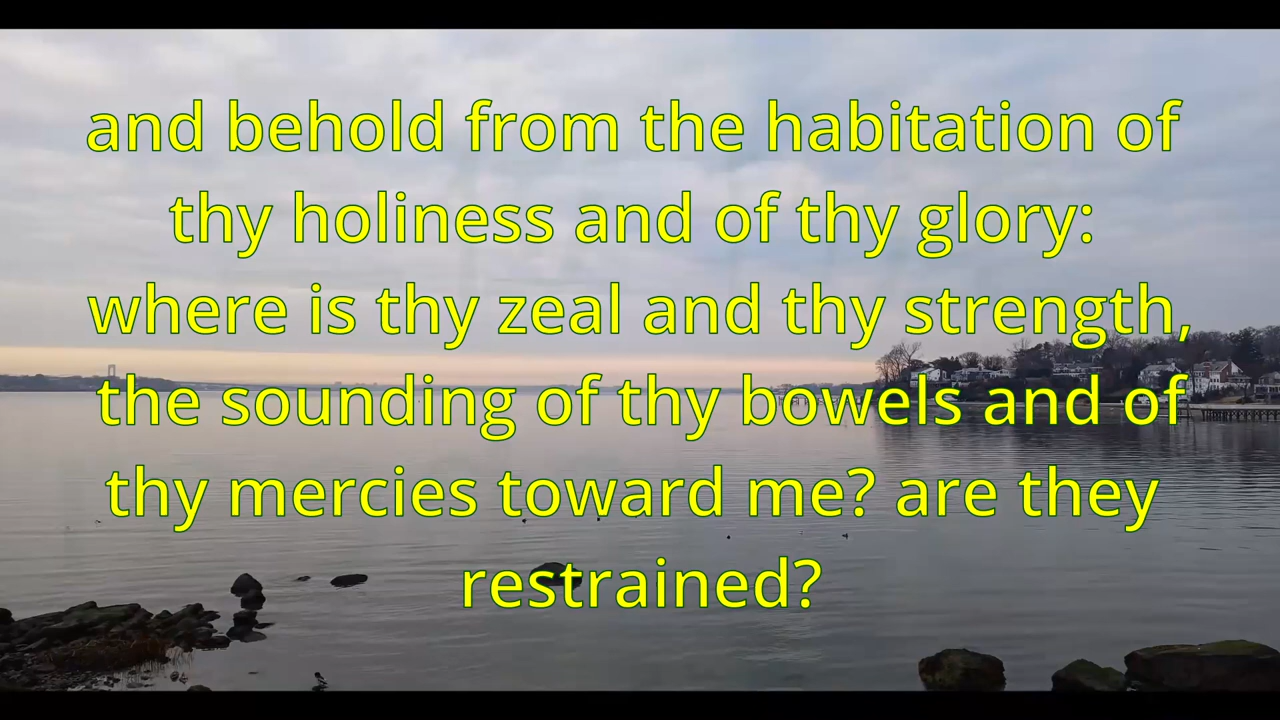 and behold from the habitation of
thy holiness and of thy glory:
where is thy zeal and thy strength,
the sounding of thy bowels and of
thy mercies toward me? are they
restrained?